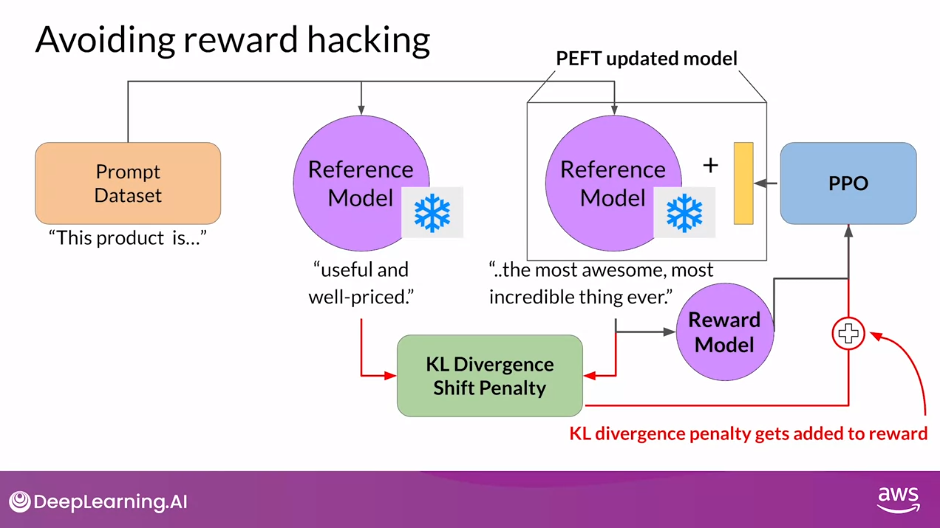 Avoiding reward hacking
PEFT updated model
Prompt
Dataset
"This product is..."
Reference
Model
"useful and
well-priced."
Reference
Model
+
"..the most awesome, most
incredible thing ever."
PPO
Reward
Model
KL Divergence
Shift Penalty
KL divergence penalty gets added to reward
DeepLearning.AI
aws